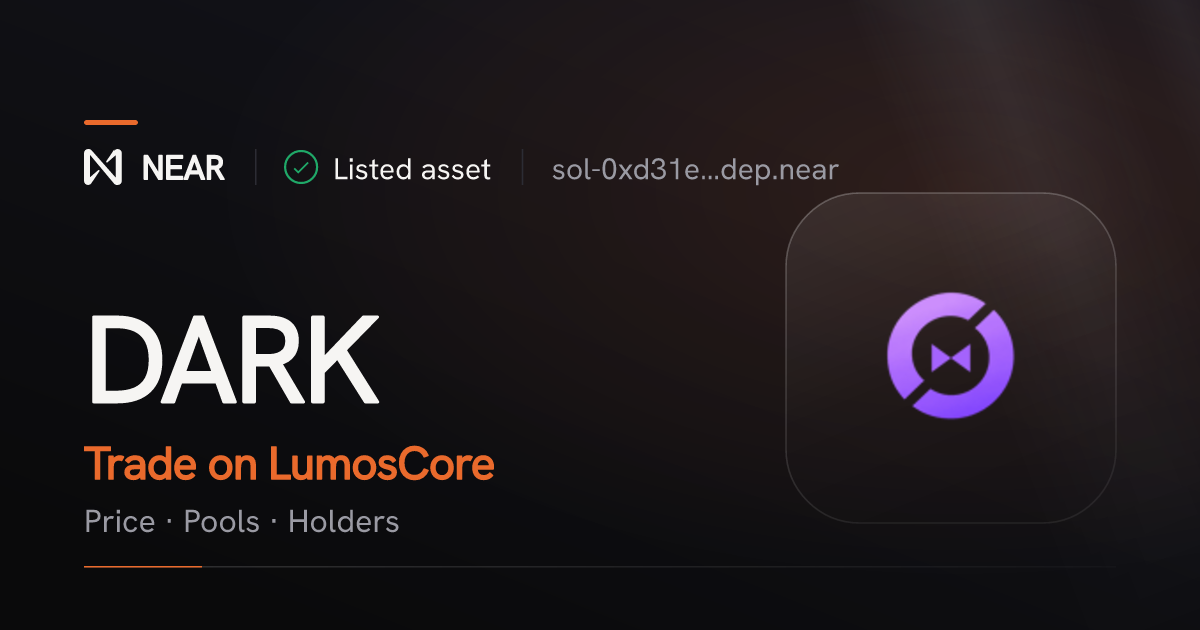 NEAR Listed asset sol-0xd31e...dep.near
DARK
Trade on LumosCore
Price · Pools · Holders